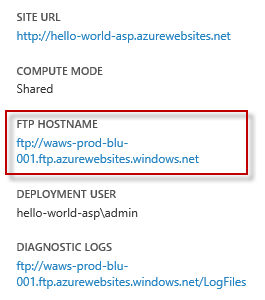 SITE URL
http://hello-world-asp.azurewebsites.net
COMPUTE MODE
Shared
FTP HOSTNAME
ftp://waws-prod-blu-
001.ftp.azurewebsites.windows.net
DEPLOYMENT USER
hello-world-asp\admin
DIAGNOSTIC LOGS
ftp://waws-prod-blu-
001.ftp.azurewebsites.windows.net/LogFiles